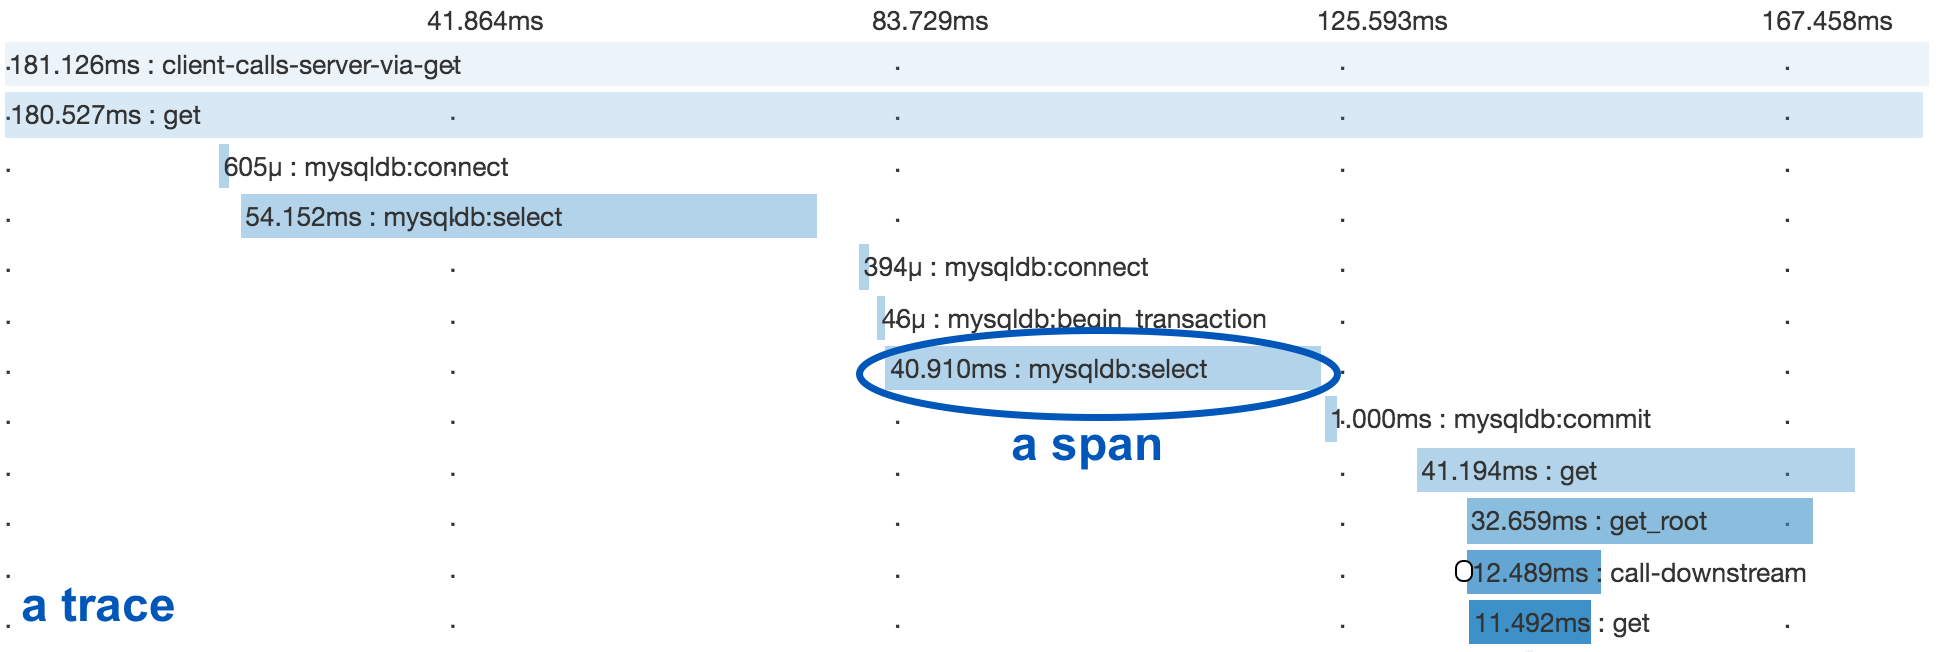 41.864ms 83.729ms 125.593ms 167.458ms
181.126ms : client-calls-server-via-get
180.527ms : get
605μ : mysqldb:connect
54.152ms : mysqldb:select
394μ : mysqldb:connect
46μ : mysqldb:begin_transaction
40.910ms : mysqldb:select
1.000ms : mysqldb:commit
a span
41.194ms : get
32.659ms : get_root
12.489ms : call-downstream
a trace
11.492ms : get